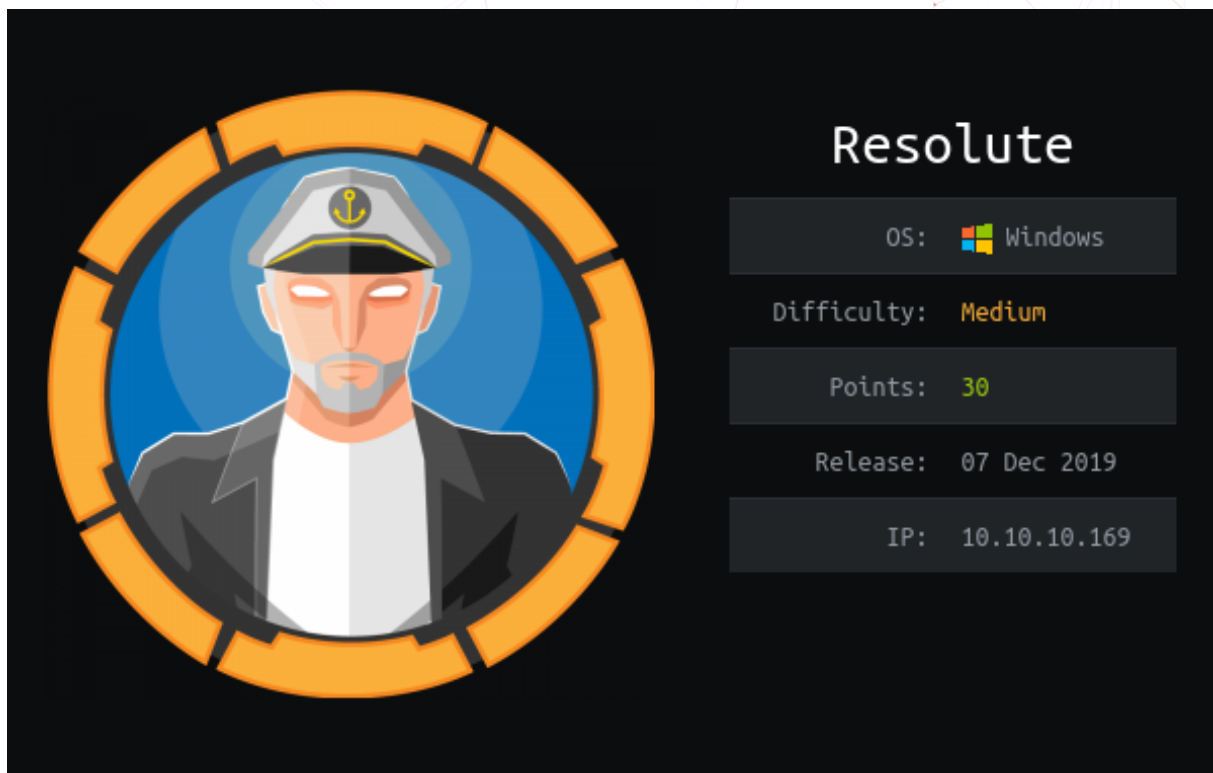 Resolute
OS: Windows
Difficulty: Medium
Points: 30
Release: 07 Dec 2019
IP: 10.10.10.169